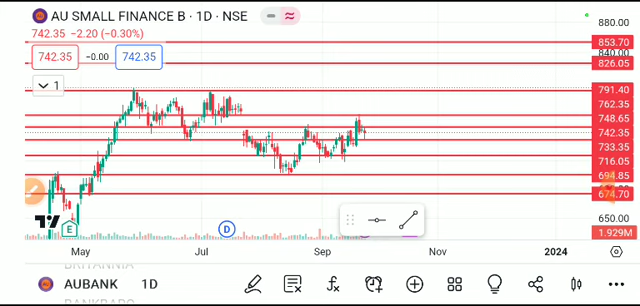 AU SMALL FINANCE B · 1D · NSE
742.35 −2.20 (−0.30%)
742.35 −0.00 742.35
1
880.00
853.70
840.00
826.05
791.40
762.35
748.65
742.35
733.35
716.05
694.85
674.70
650.00
1.929M
E
D
May Jul Sep Nov 2024
BRITANNIA
AUBANK 1D